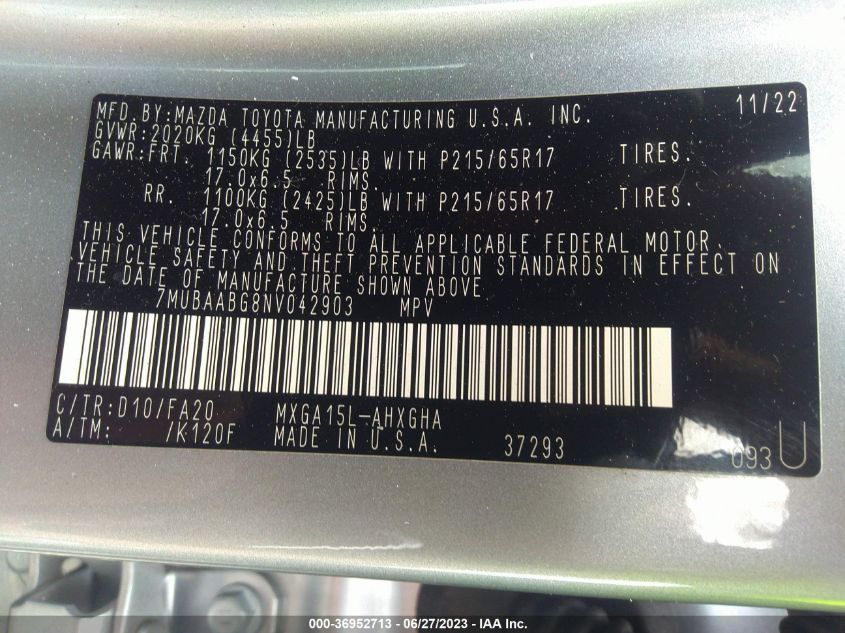 MFD.BY:MAZDA TOYOTA MANUFACTURING U.S.A. INC. 11/22
GVWR:2020KG (4455)LB
GAWR:FRT. 1150KG (2535)LB WITH P215/65R17 TIRES.
17.0x6.5 RIMS.
RR. 1100KG (2425)LB WITH P215/65R17 TIRES.
17.0x6.5 RIMS.
THIS VEHICLE CONFORMS TO ALL APPLICABLE FEDERAL MOTOR
VEHICLE SAFETY AND THEFT PREVENTION STANDARDS IN EFFECT ON
THE DATE OF MANUFACTURE SHOWN ABOVE
7MUBAABG8NV042903 MPV
C/TR:D10/FA20 MXGA15L-AHXGHA
A/TM: /K120F MADE IN U.S.A. 37293 093 U
000-36952713 - 06/27/2023 - IAA Inc.